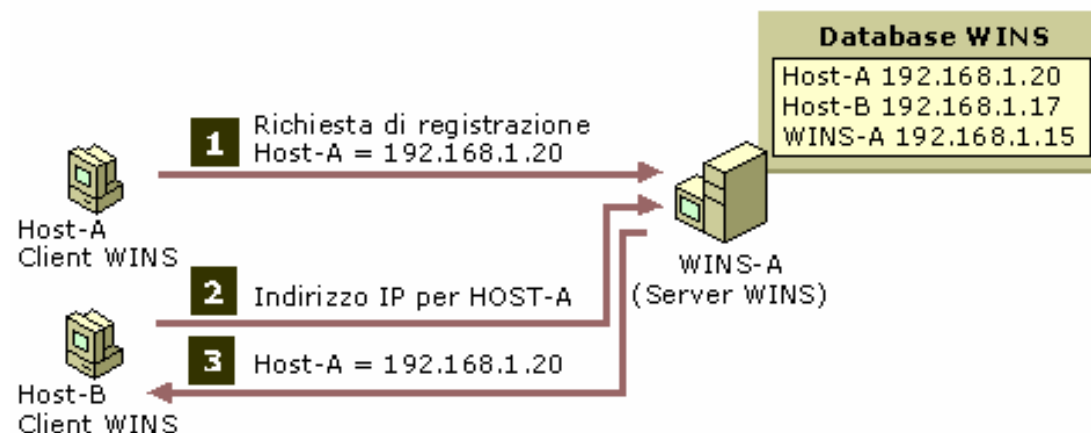 Database WINS
Host-A 192.168.1.20
Host-B 192.168.1.17
WINS-A 192.168.1.15
1
Richiesta di registrazione
Host-A = 192.168.1.20
Host-A
Client WINS
WINS-A
(Server WINS)
2
Indirizzo IP per HOST-A
3
Host-A = 192.168.1.20
Host-B
Client WINS